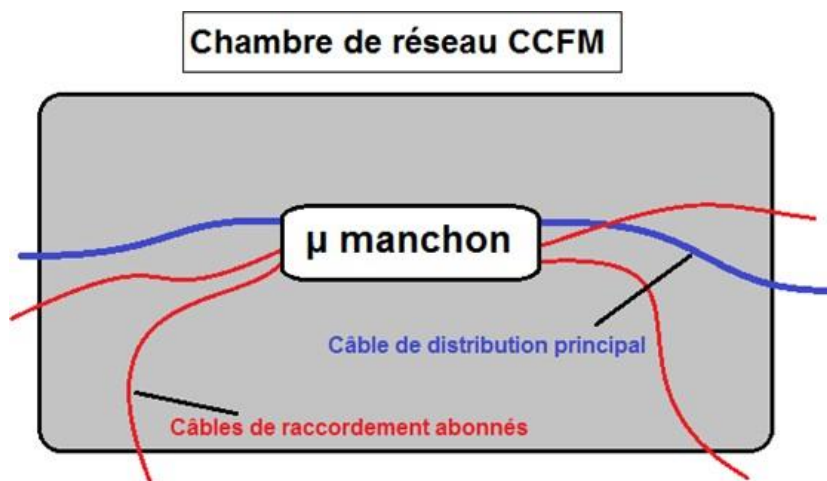 Chambre de réseau CCFM
µ manchon
Câble de distribution principal
Câbles de raccordement abonnés